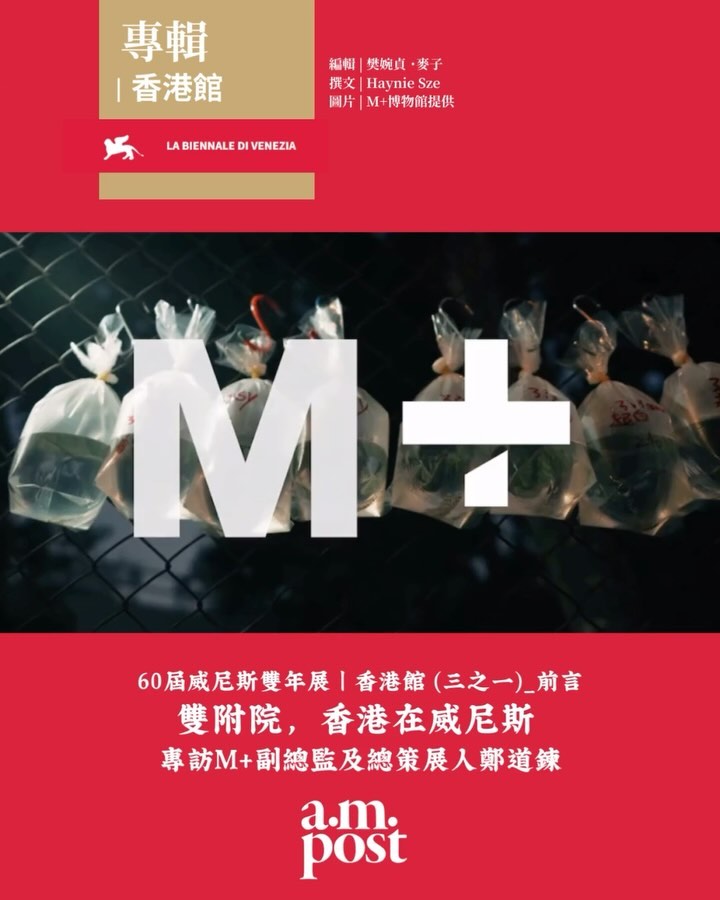 專輯
| 香港館
LA BIENNALE DI VENEZIA
編輯 | 樊婉貞 · 麥子
撰文 | Haynie Sze
圖片 | M+博物館提供
M+
60屆威尼斯雙年展 | 香港館 (三之一)_前言
雙附院，香港在威尼斯
專訪M+副總監及總策展人鄭道鍊
a.m.
post